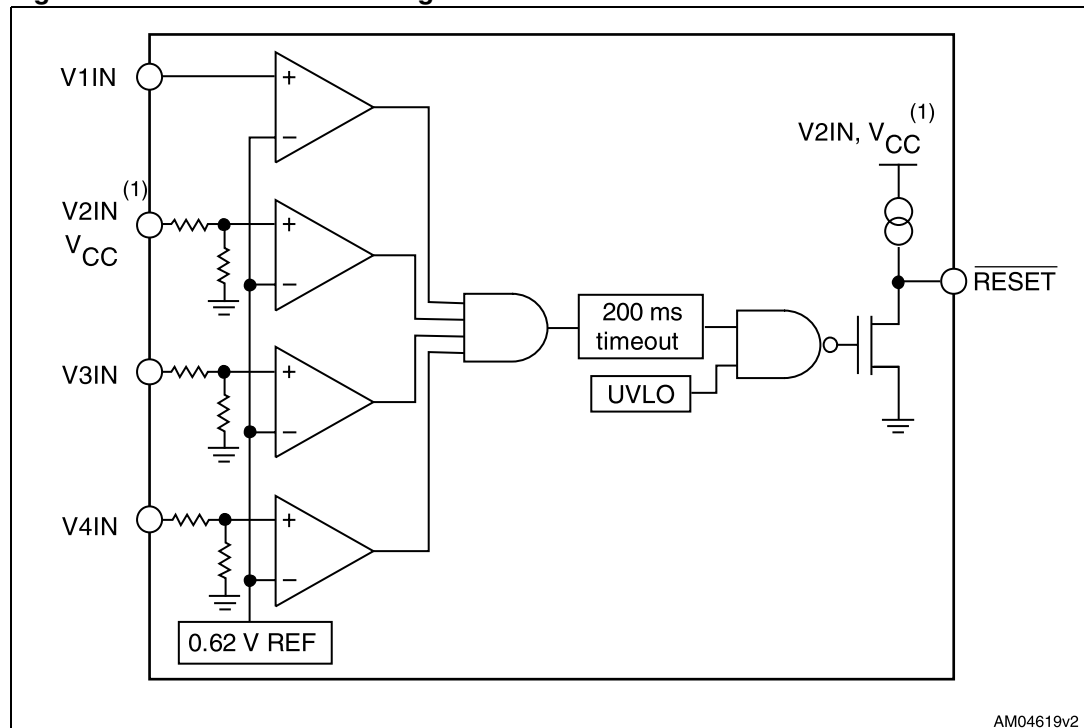 V1IN
+
−
V2IN, VCC(1)
V2IN(1)
VCC
+
−
RESET
200 ms
timeout
UVLO
V3IN
+
−
V4IN
+
−
0.62 V REF
AM04619v2